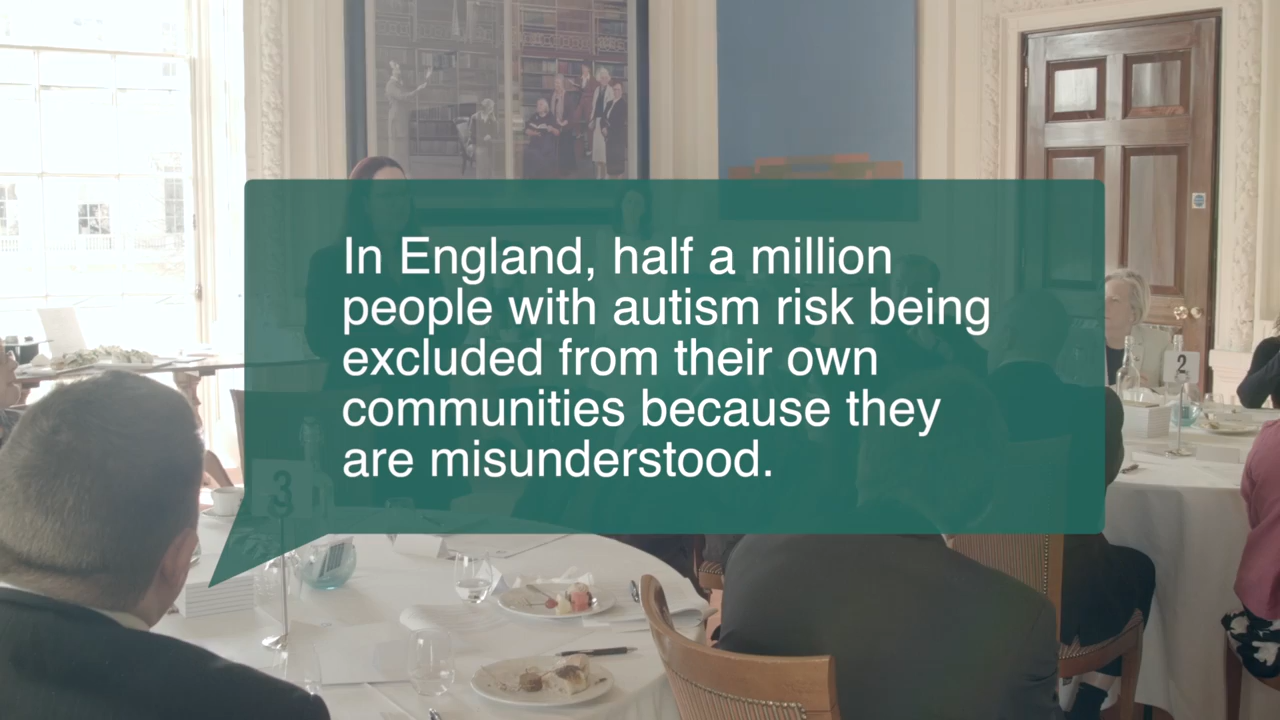 In England, half a million
people with autism risk being
excluded from their own
communities because they
are misunderstood.
3
2